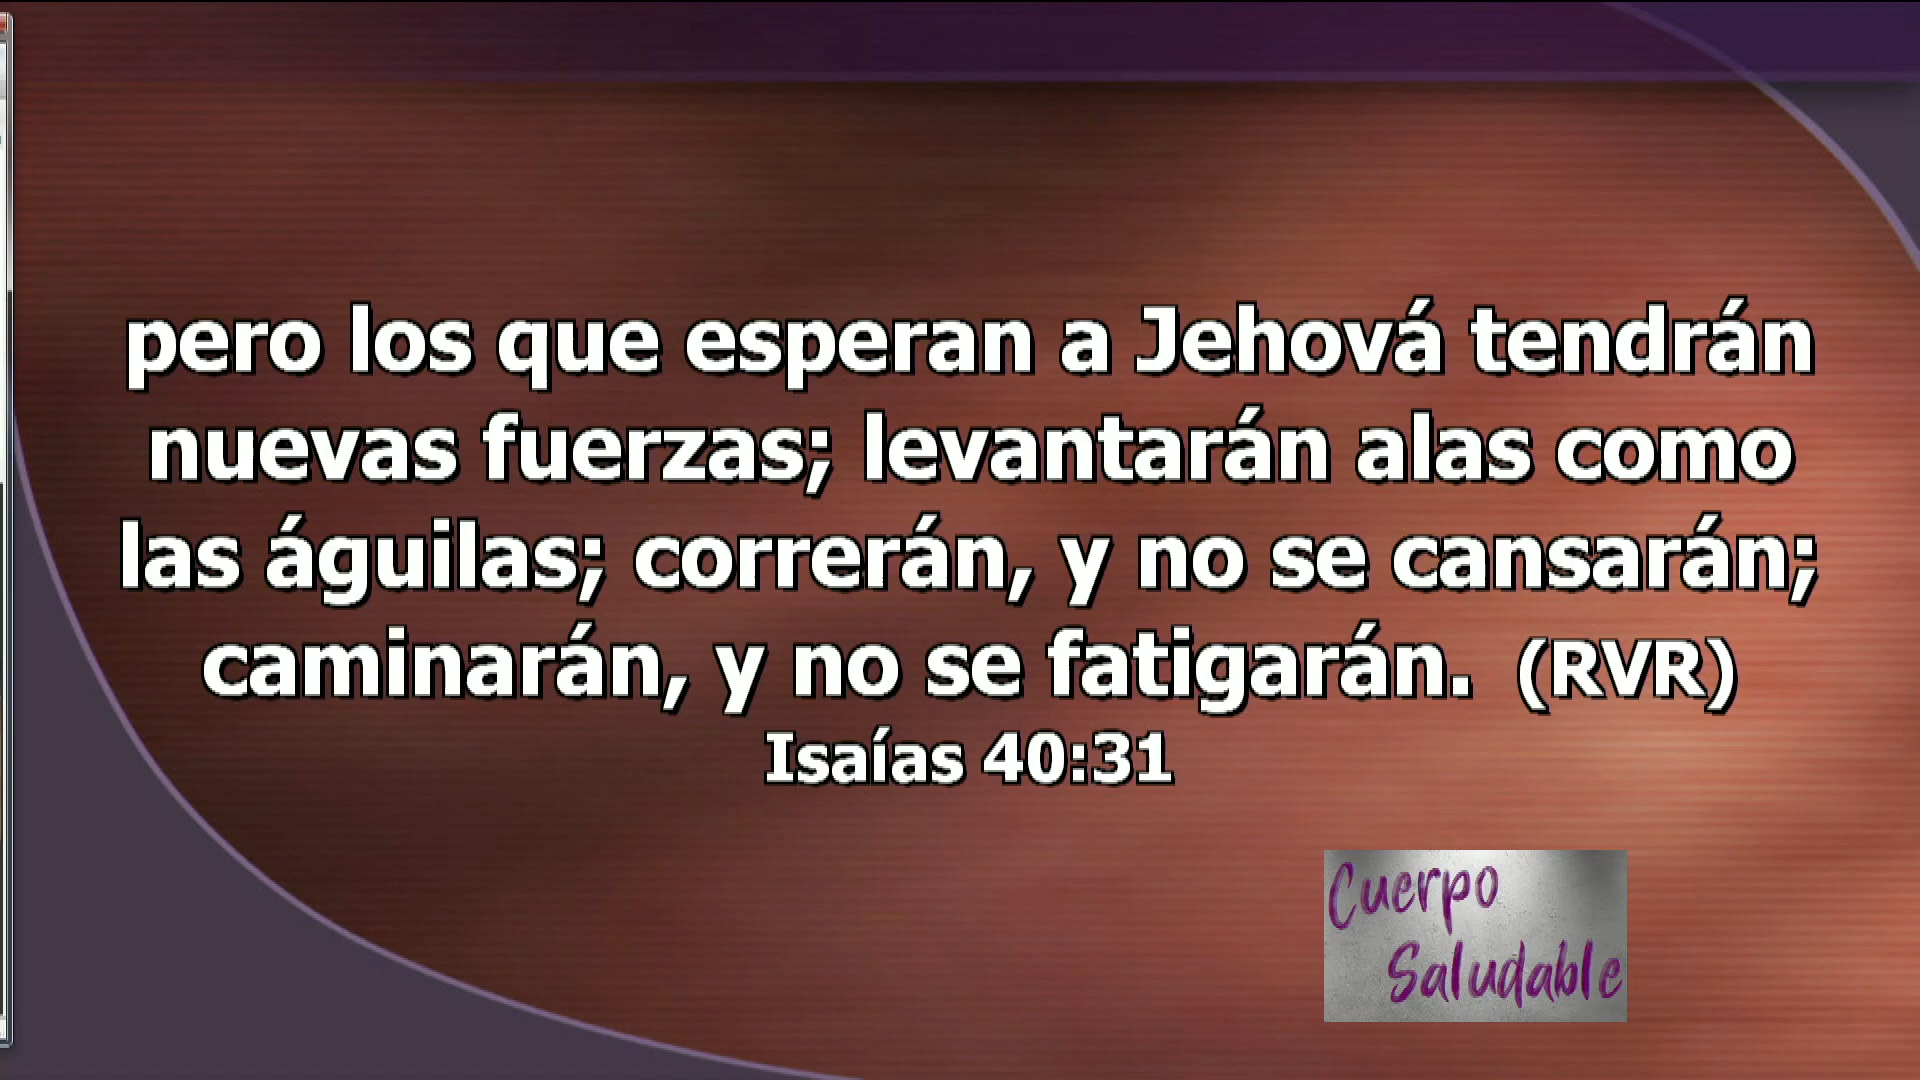 pero los que esperan a Jehová tendrán
nuevas fuerzas; levantarán alas como
las águilas; correrán, y no se cansarán;
caminarán, y no se fatigarán. (RVR)
Isaías 40:31
Cuerpo
Saludable